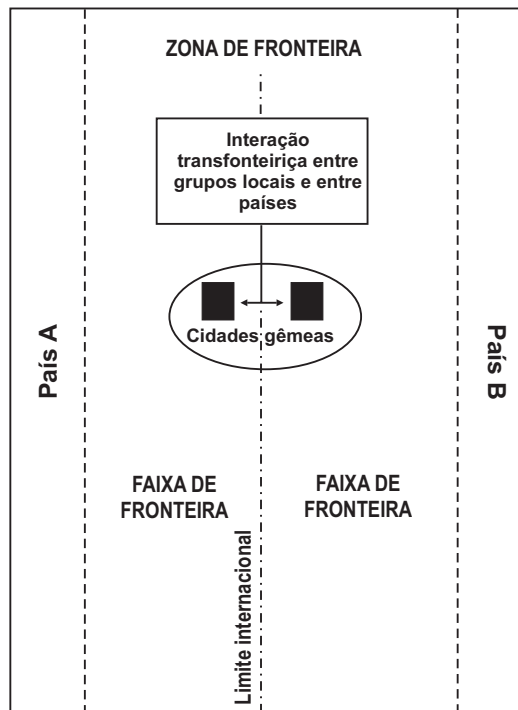 ZONA DE FRONTEIRA
Interação
transfonteiriça entre
grupos locais e entre
países
Cidades gêmeas
País A
País B
FAIXA DE
FRONTEIRA
FAIXA DE
FRONTEIRA
Limite internacional